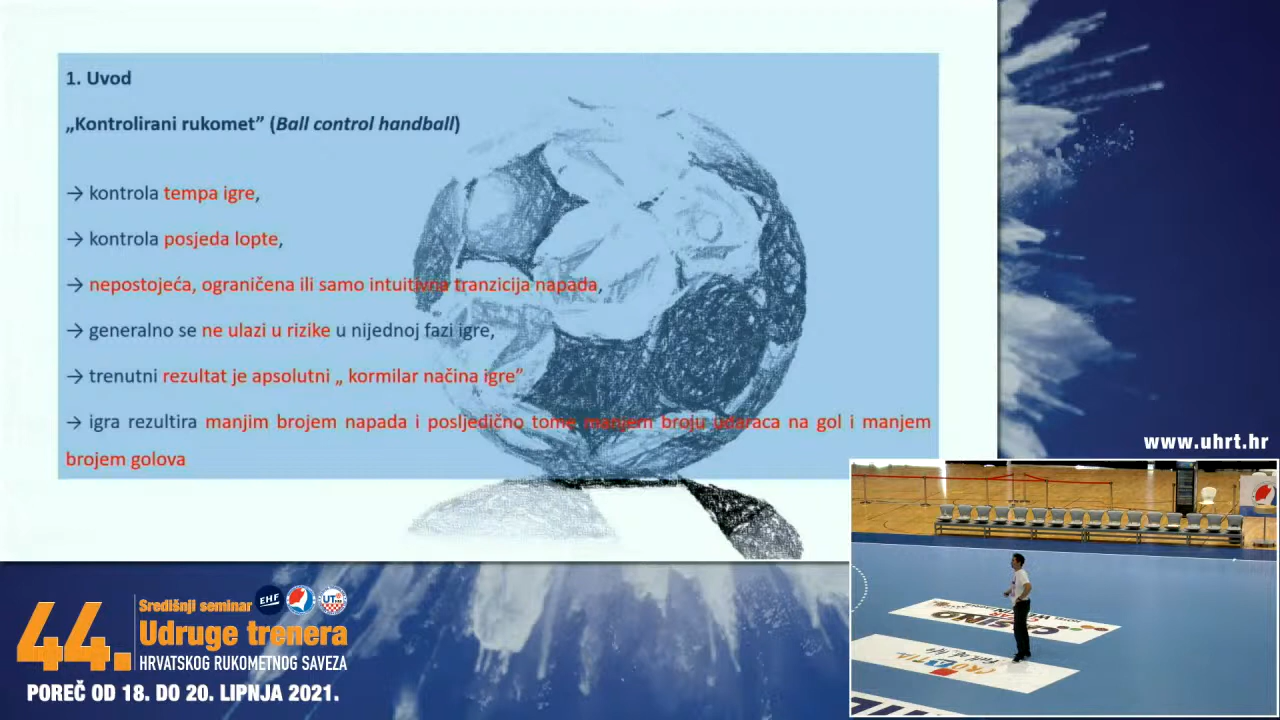 1. Uvod
„Kontrolirani rukomet” (Ball control handball)
→ kontrola tempa igre,
→ kontrola posjeda lopte,
→ nepostojeća, ograničena ili samo intuitivna tranzicija napada,
→ generalno se ne ulazi u rizike u nijednoj fazi igre,
→ trenutni rezultat je apsolutni „ kormilar načina igre”
→ igra rezultira manjim brojem napada i posljedično tome manjem broju udaraca na gol i manjem
brojem golova
www.uhrt.hr
44.
Središnji seminar
EHF
UT...
Udruge trenera
HRVATSKOG RUKOMETNOG SAVEZA
POREČ OD 18. DO 20. LIPNJA 2021.